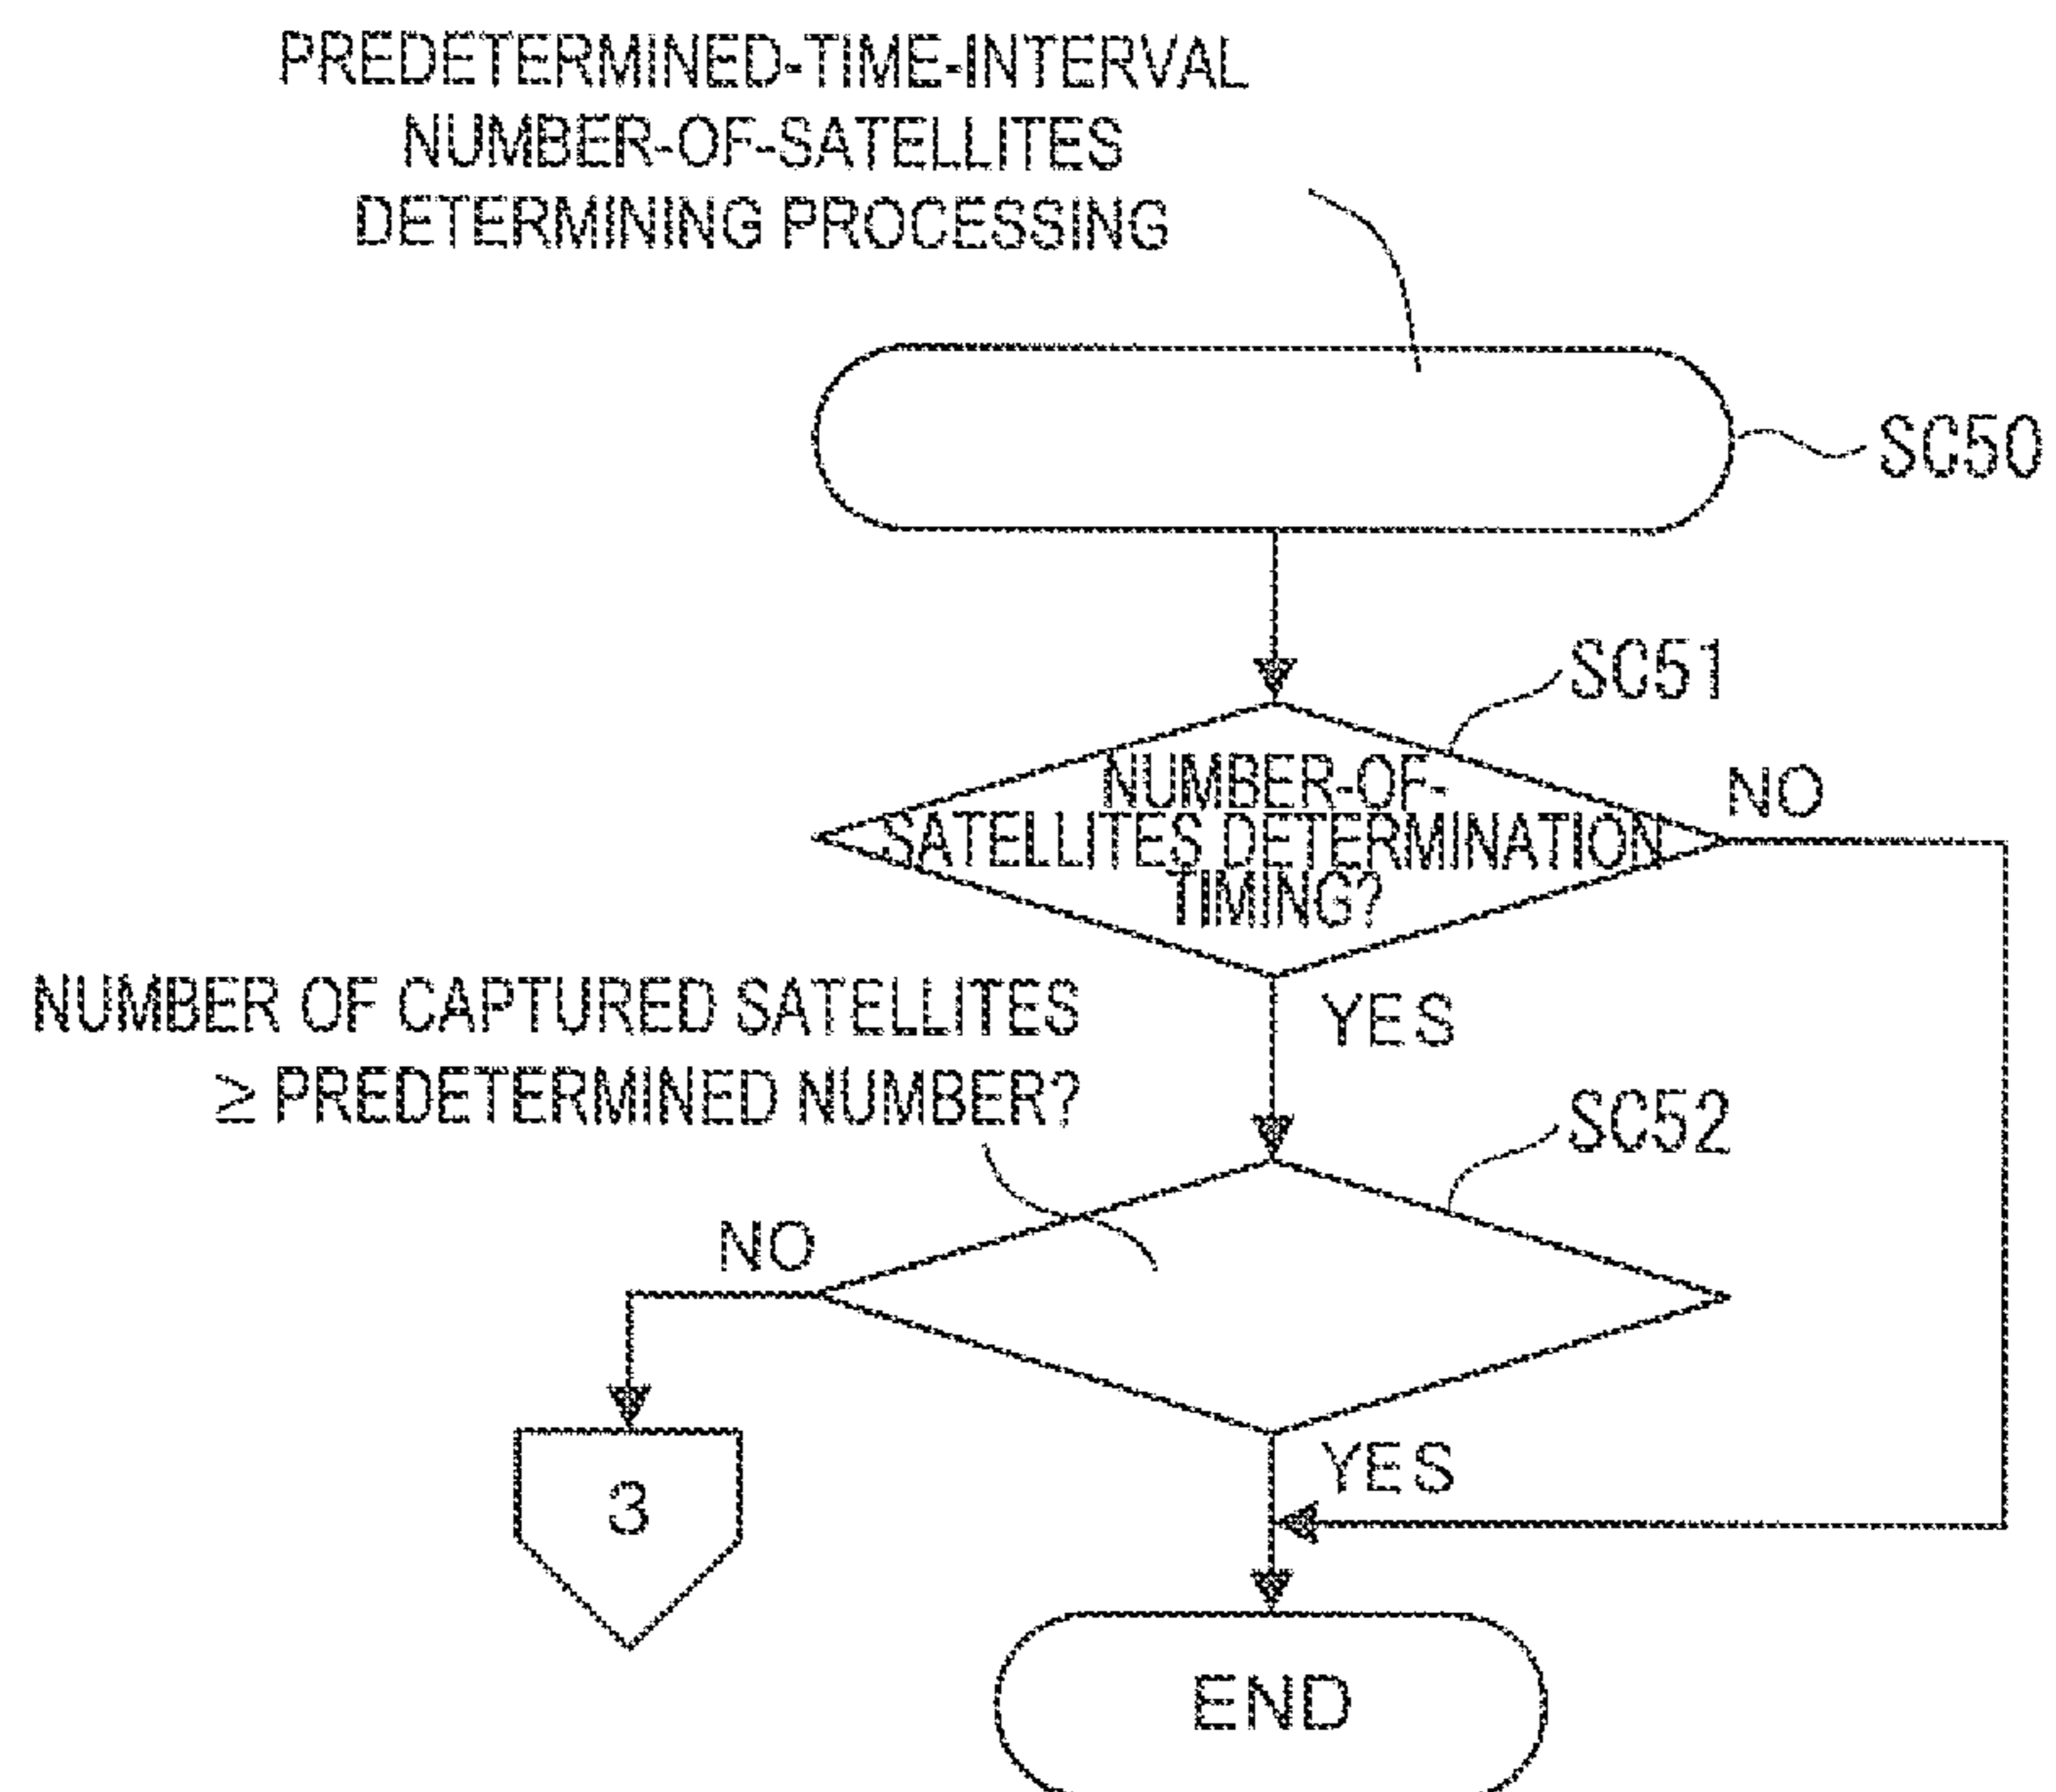 PREDETERMINED-TIME-INTERVAL
NUMBER-OF-SATELLITES
DETERMINING PROCESSING
SC50
SC51
NUMBER-OF-
SATELLITES DETERMINATION
TIMING?
NO
YES
NUMBER OF CAPTURED SATELLITES
≥ PREDETERMINED NUMBER?
SC52
NO
YES
3
END